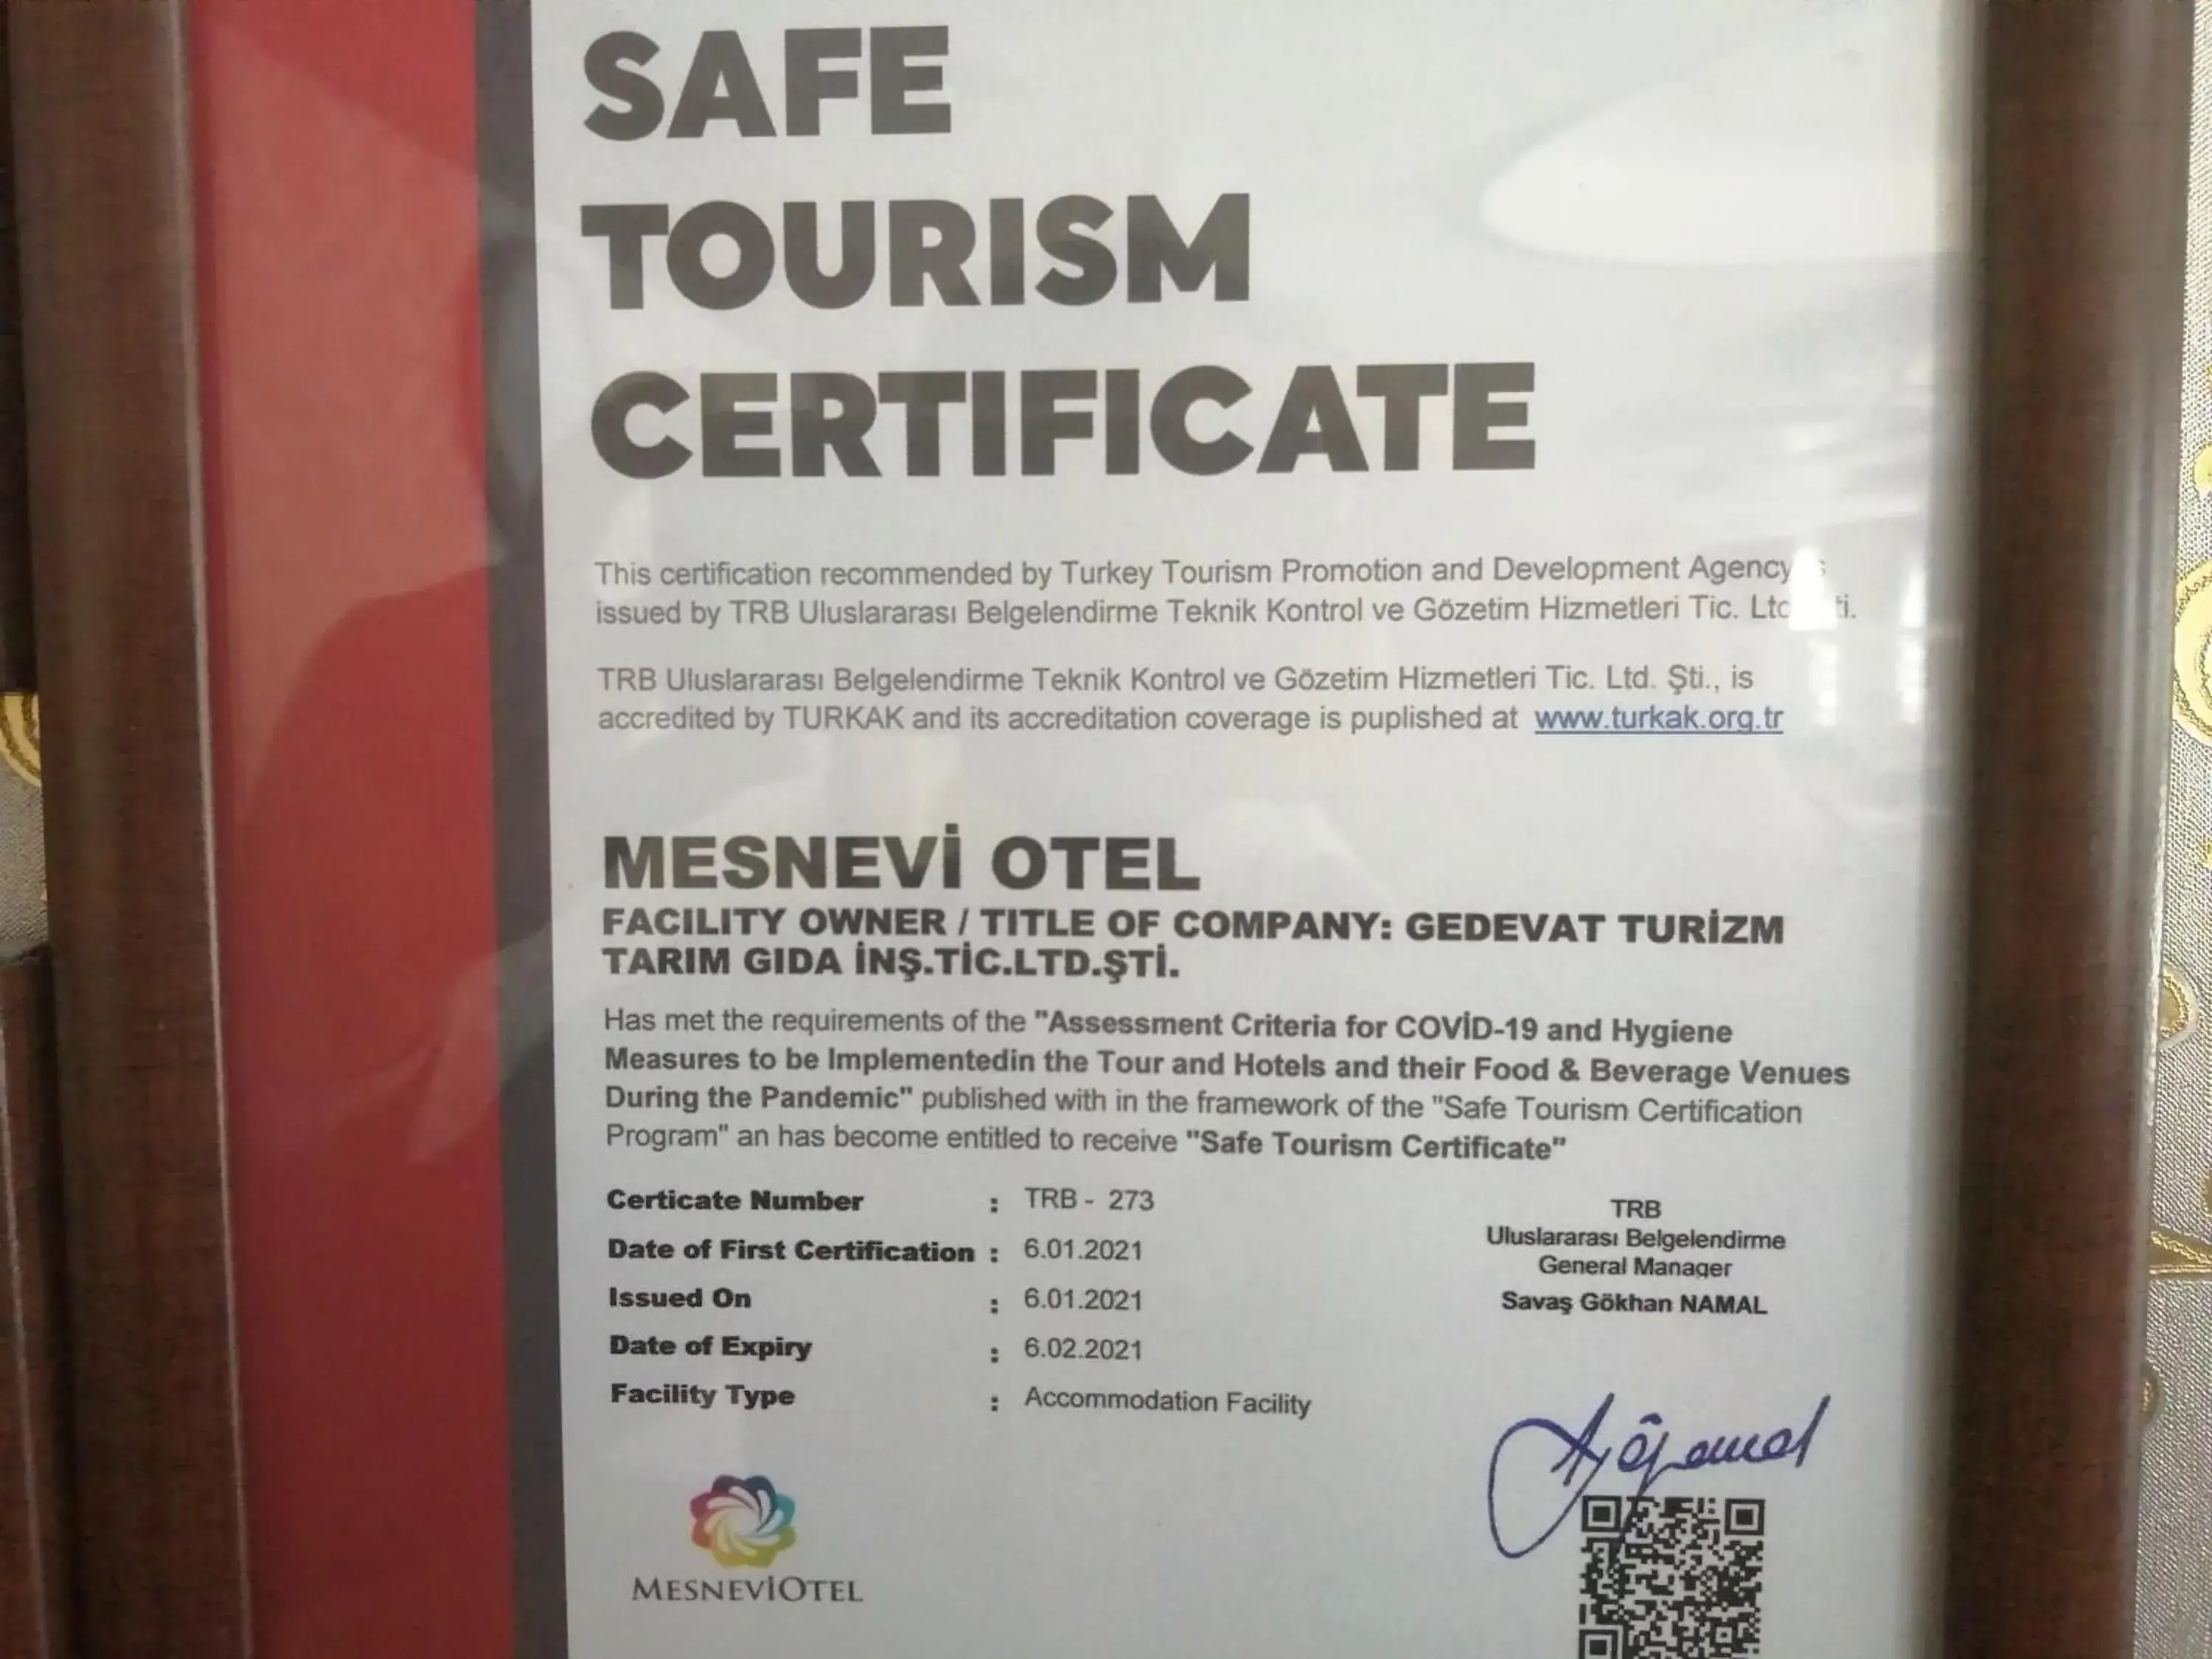 SAFE
TOURISM
CERTIFICATE
This certification recommended by Turkey Tourism Promotion and Development Agency
issued by TRB Uluslararası Belgelendirme Teknik Kontrol ve Gözetim Hizmetleri Tic.
TRB Uluslararası Belgelendirme Teknik Kontrol ve Gözetim Hizmetleri Tic. Ltd. Şti., is
accredited by TURKAK and its accreditation coverage is puplished at www.turkak.org.tr
MESNEVİ OTEL
FACILITY OWNER / TITLE OF COMPANY: GEDEVAT TURİZM
TARIM GIDA İNŞ.TİC.LTD.ŞTİ.
Has met the requirements of the "Assessment Criteria for COVİD-19 and Hygiene
Measures to be Implementedin the Tour and Hotels and their Food & Beverage Venues
During the Pandemic" published with in the framework of the "Safe Tourism Certification
Program" an has become entitled to receive "Safe Tourism Certificate"
Certicate Number : TRB - 273
Date of First Certification : 6.01.2021
Issued On : 6.01.2021
Date of Expiry : 6.02.2021
Facility Type : Accommodation Facility
TRB
Uluslararası Belgelendirme
General Manager
Savaş Gökhan NAMAL
MESNEVİOTEL